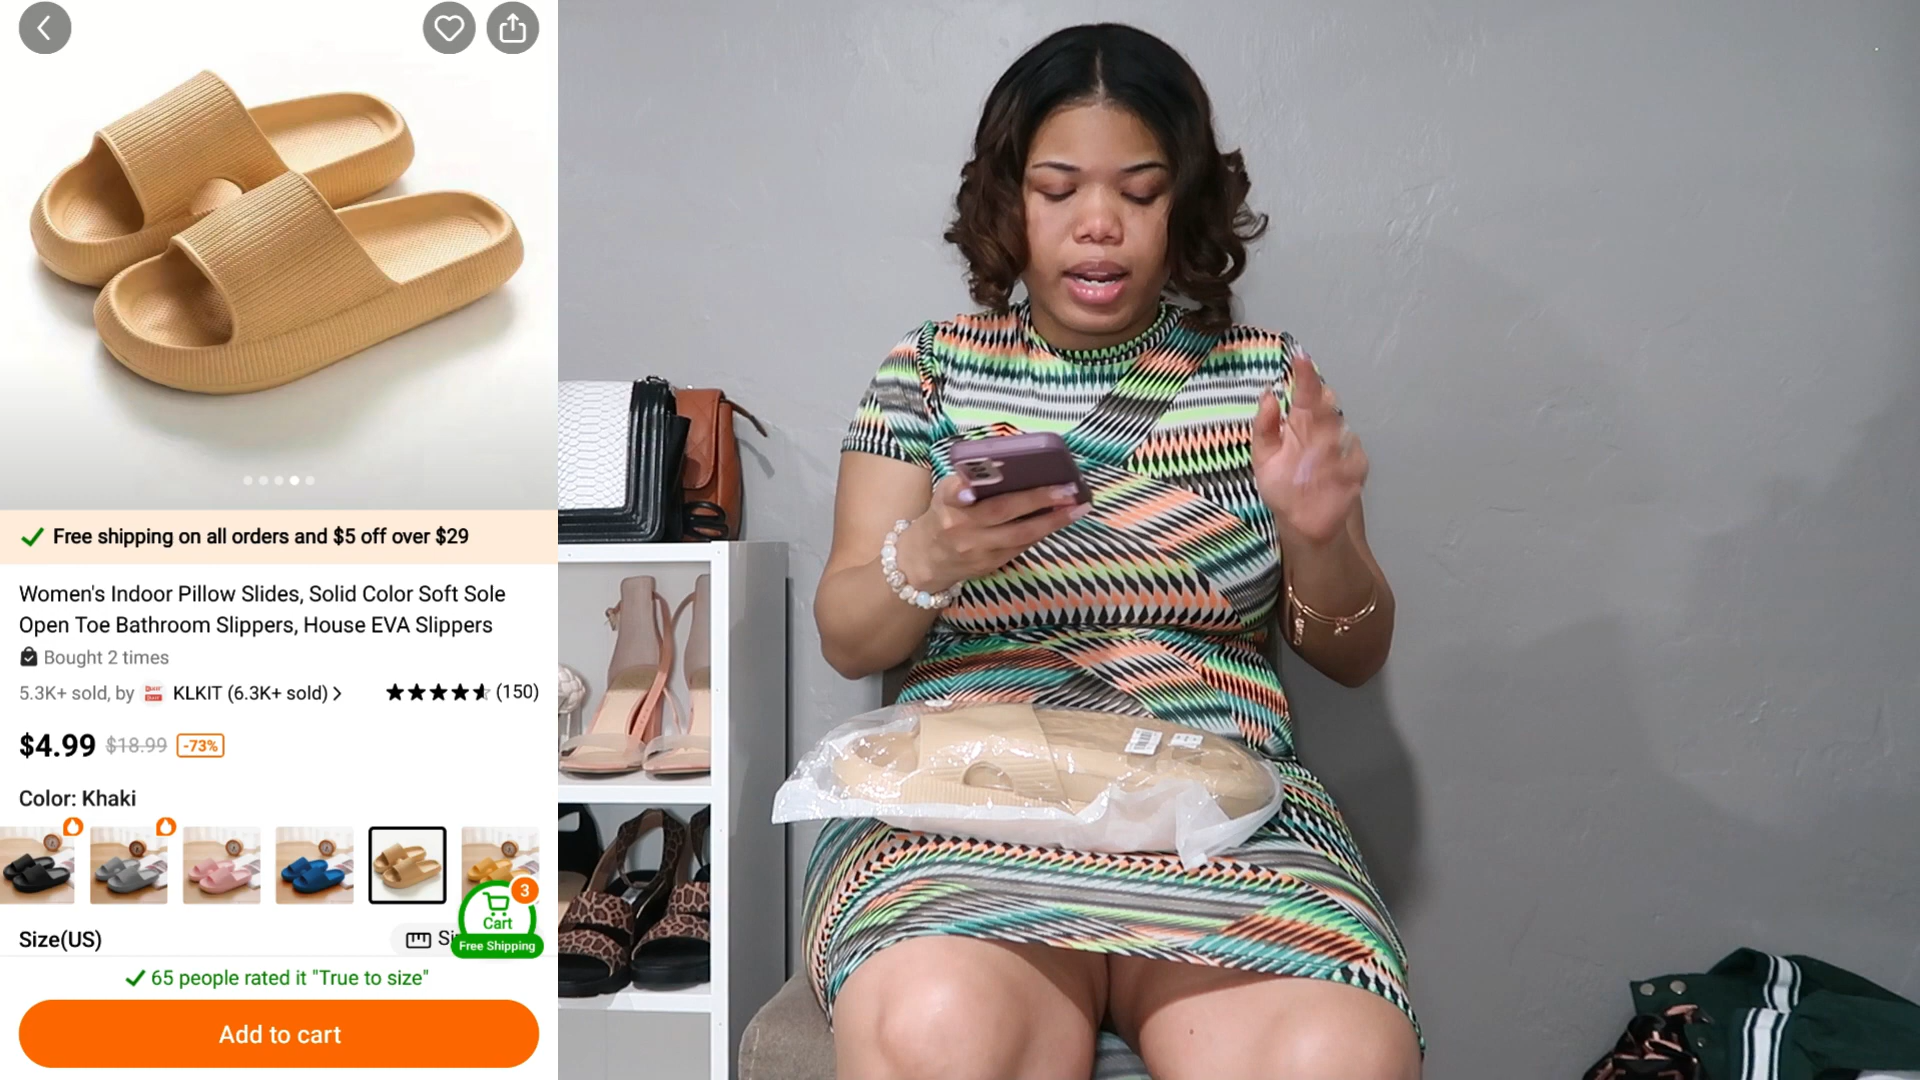 Free shipping on all orders and $5 off over $29
Women's Indoor Pillow Slides, Solid Color Soft Sole
Open Toe Bathroom Slippers, House EVA Slippers
Bought 2 times
5.3K+ sold, by KLKIT (6.3K+ sold) (150)
$4.99 $18.99 -73%
Color: Khaki
3
Cart
Free Shipping
Size(US)
65 people rated it "True to size"
Add to cart